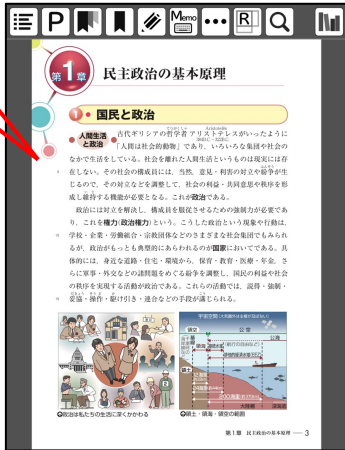 P
Memo
R
第1章 民主政治の基本原理
1 国民と政治
人間生活と政治
古代ギリシアの哲学者アリストテレスがいったように
「人間は社会的動物」であり、いろいろな集団や社会の
なかで生活をしている。社会を離れた人間生活というものは現実には存
在しない。その社会の構成員には、当然、意見・利害の対立や紛争が生
じるので、その対立などを調整して、社会の利益・共同意思や秩序を形
成し維持する機能が必要となる。これが政治である。
政治には対立を解決し、構成員を服従させるための強制力が必要であ
り、これを権力(政治権力)という。こうした政治という現象や行動は、
学校・企業・労働組合・宗教団体などのさまざまな社会集団でもみられ
るが、政治がもっとも典型的にあらわれるのが国家においてである。具
体的には、身近な道路・住宅・環境から、保育・教育・医療・年金、さ
らに軍事・外交などの諸問題をめぐる紛争を調整し、国民の利益や社会
の秩序を実現する活動が政治である。これらの活動では、説得・強制・
妥協・操作・駆け引き・連合などの手段が講じられる。
宇宙空間
領空
公空
公海
領海
領土
大陸棚
深海底
政治は私たちの生活に深くかかわる
領土・領海・領空の範囲
第1章 民主政治の基本原理 3